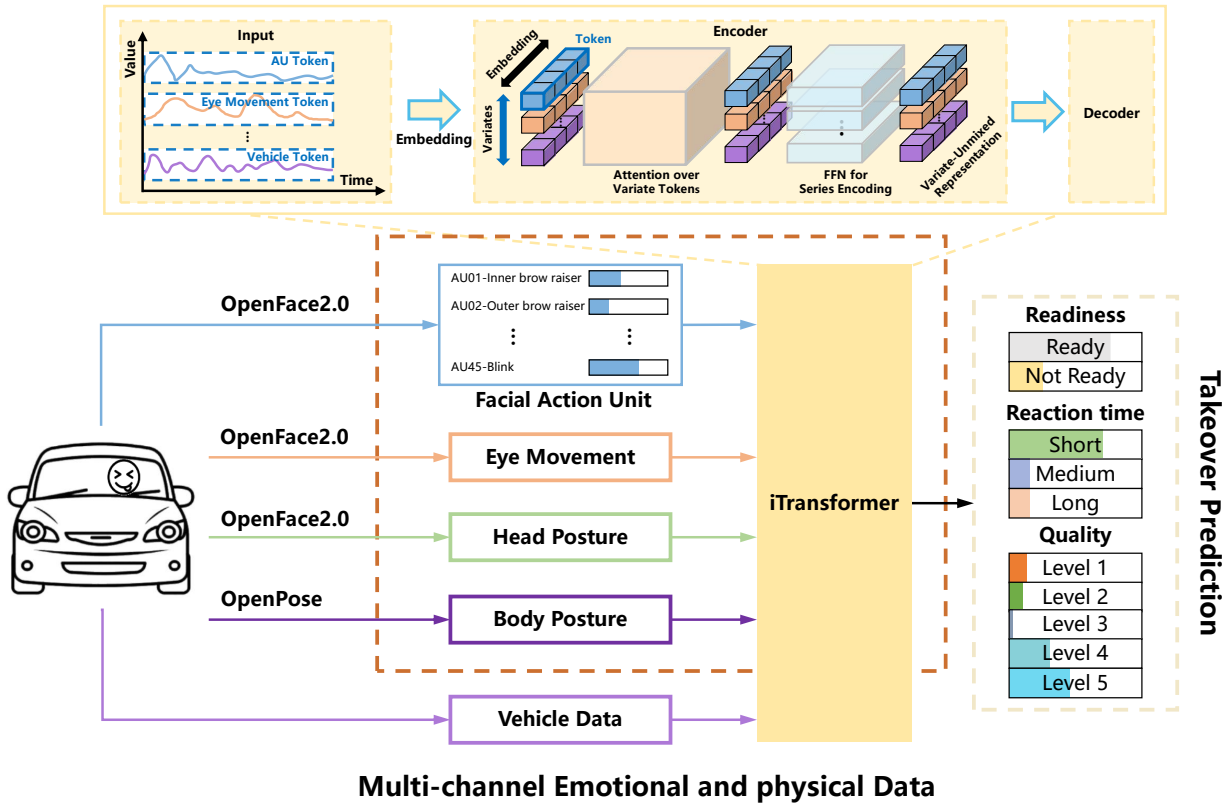 Input
Value
AU Token
Eye Movement Token
Vehicle Token
Time
Embedding
Encoder
Embedding
Token
Variates
Attention over
Variate Tokens
FFN for
Series Encoding
Variate-Unmixed
Representation
Decoder
OpenFace2.0
AU01-Inner brow raiser
AU02-Outer brow raiser
AU45-Blink
Facial Action Unit
OpenFace2.0
Eye Movement
OpenFace2.0
Head Posture
OpenPose
Body Posture
Vehicle Data
iTransformer
Readiness
Ready
Not Ready
Reaction time
Short
Medium
Long
Quality
Level 1
Level 2
Level 3
Level 4
Level 5
Takeover Prediction
Multi-channel Emotional and physical Data